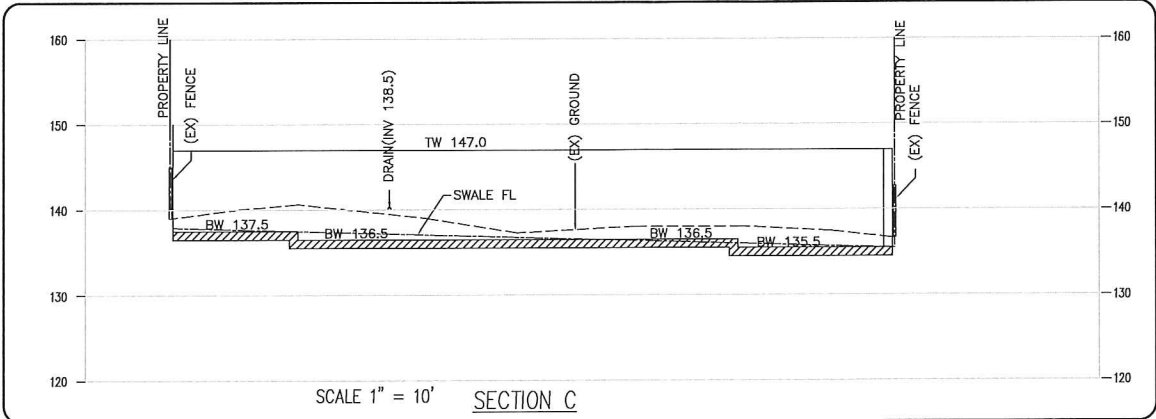 160
150
140
130
120
PROPERTY LINE
(EX) FENCE
DRAIN(INV 138.5)
(EX) GROUND
TW 147.0
SWALE FL
BW 137.5
BW 136.5
BW 136.5
BW 135.5
PROPERTY LINE
(EX) FENCE
160
150
140
130
120
SCALE 1" = 10' SECTION C